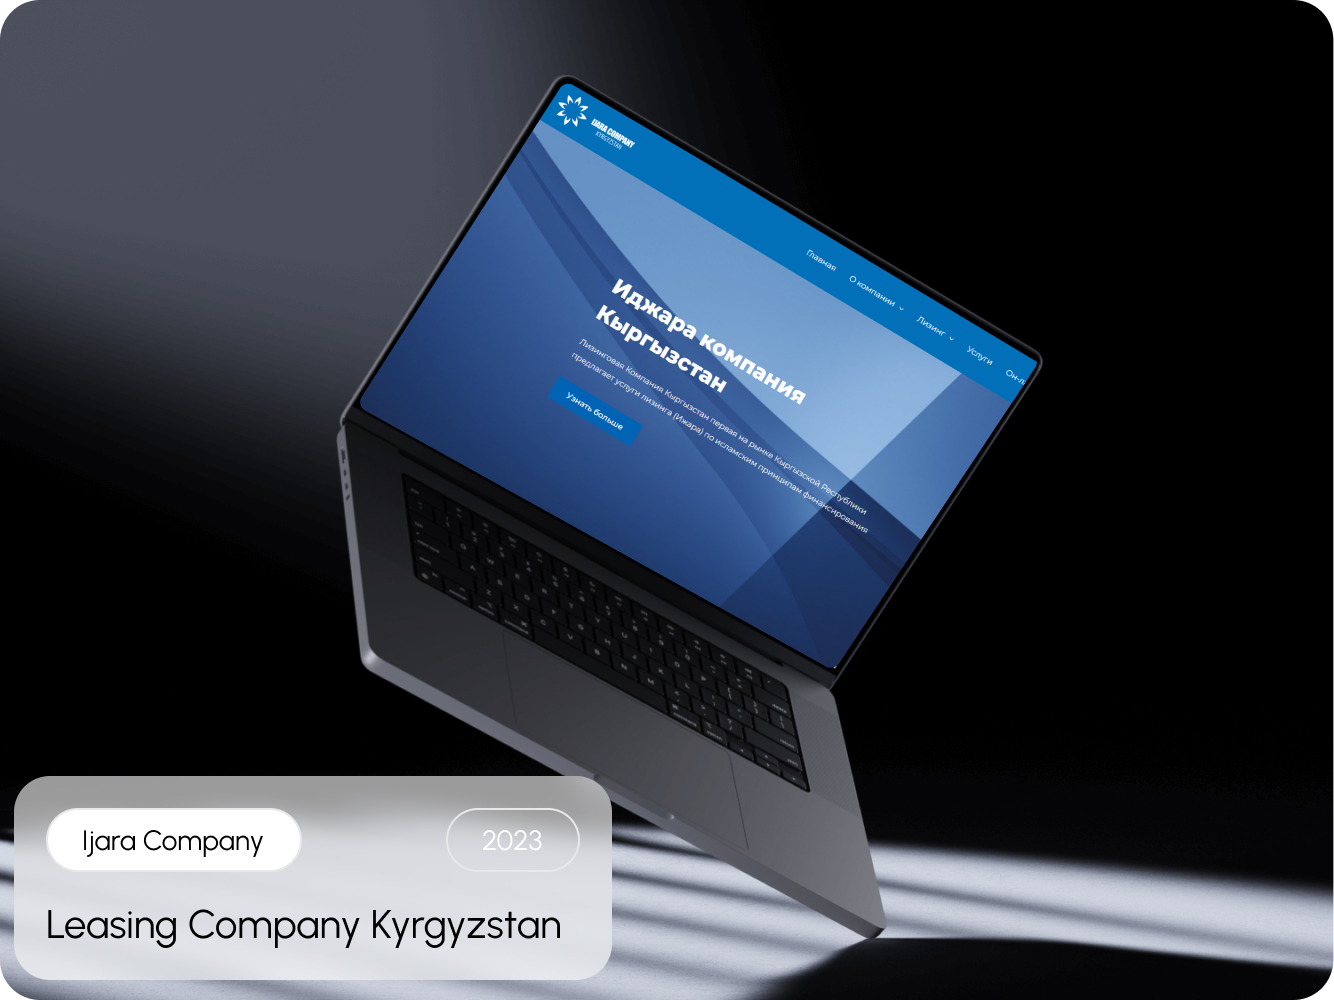 IJARA COMPANY
KYRGYZSTAN
Главная
О компании
Лизинг
Услуги
Иджара компания
Кыргызстан
Лизинговая Компания Кыргызстан первая на рынке Кыргызской Республики
предлагает услуги лизинга (Ижара) по исламским принципам финансирования
Узнать больше
Ijara Company
2023
Leasing Company Kyrgyzstan